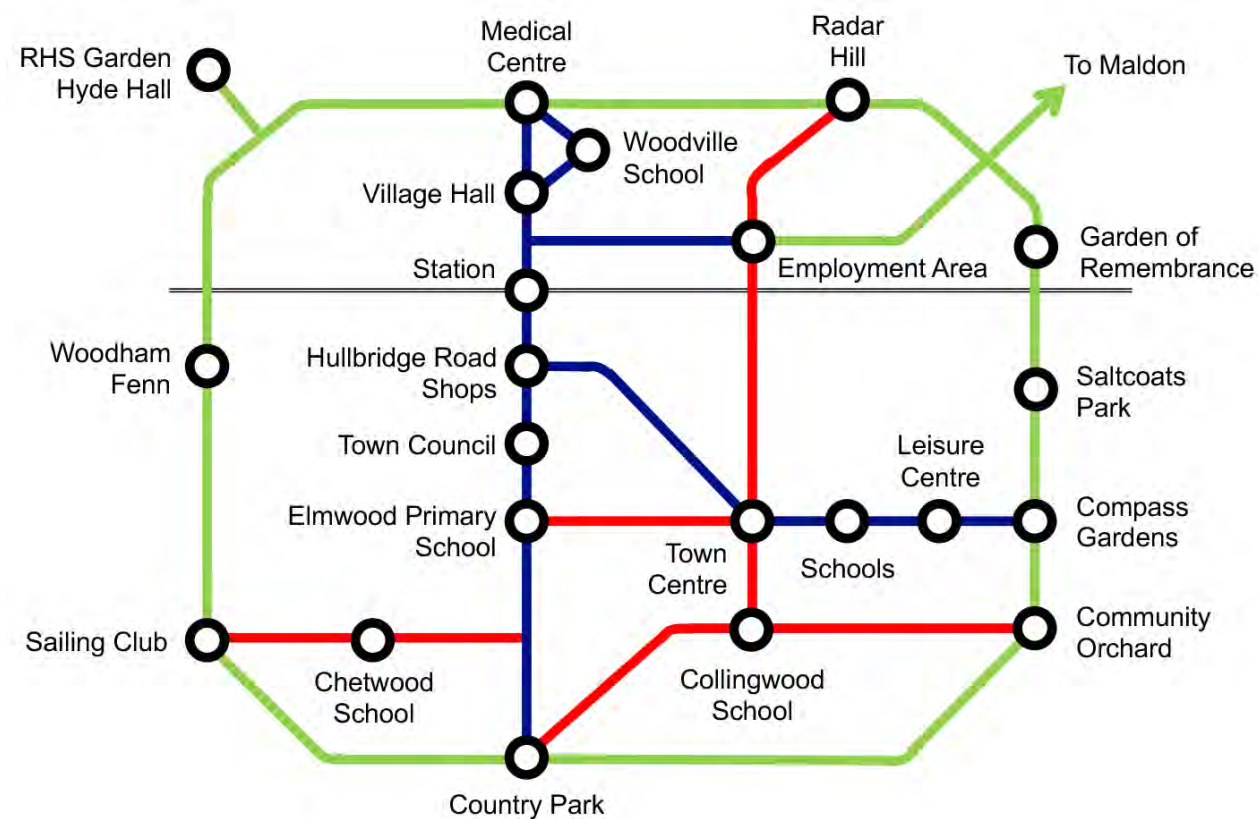 RHS Garden
Hyde Hall
Medical
Centre
Radar
Hill
To Maldon
Woodville
School
Village Hall
Station
Employment Area
Garden of
Remembrance
Woodham
Fenn
Hullbridge Road
Shops
Saltcoats
Park
Town Council
Leisure
Centre
Elmwood Primary
School
Town
Centre
Schools
Compass
Gardens
Sailing Club
Chetwood
School
Collingwood
School
Community
Orchard
Country Park